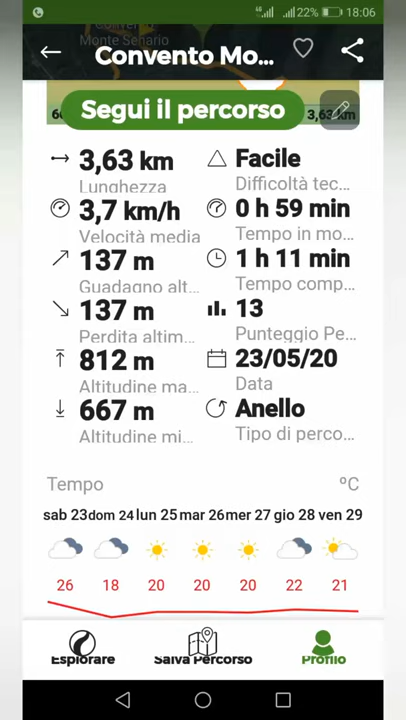 22% 18:06
Monte Senario
Convento Mo...
Segui il percorso
3,63 km
3,63 km Facile
Lunghezza Difficoltà tec...
3,7 km/h 0 h 59 min
Velocità media Tempo in mo...
137 m 1 h 11 min
Guadagno alt... Tempo comp...
137 m 13
Perdita altim... Punteggio Pe...
812 m 23/05/20
Altitudine ma... Data
667 m Anello
Altitudine mi... Tipo di perco...
Tempo ºC
sab 23 dom 24 lun 25 mar 26 mer 27 gio 28 ven 29
26 18 20 20 20 22 21
Esplorare Salva Percorso Profilo